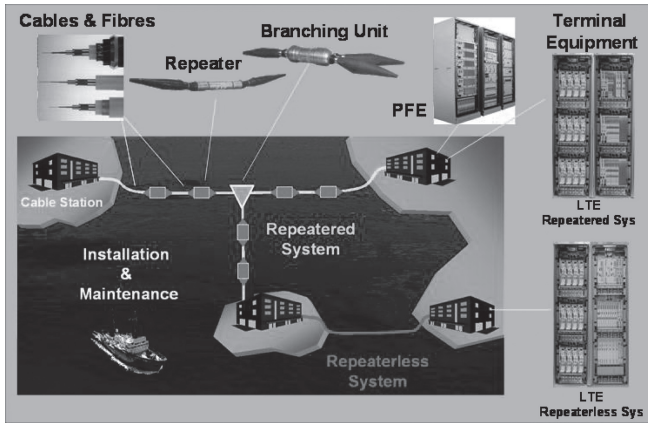 Cables & Fibres
Repeater
Branching Unit
PFE
Terminal
Equipment
LTE
Repeatered Sys
Cable Station
Repeatered
System
Installation
&
Maintenance
Repeaterless
System
LTE
Repeaterless Sys